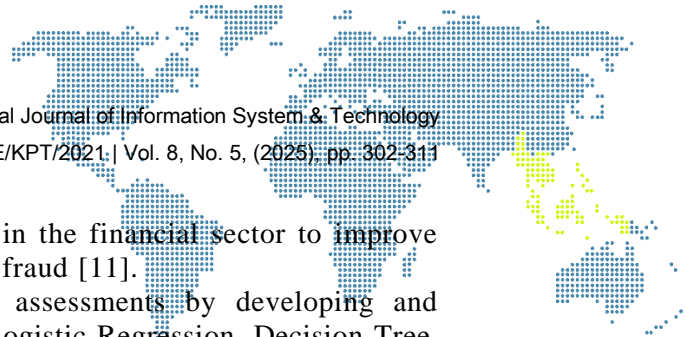 al Journal of Information System & Technology
E/KPT/2021 | Vol. 8, No. 5, (2025), pp. 302-311
in the financial sector to improve
fraud [11].
assessments by developing and
Logistic Regression, Decision Tree,